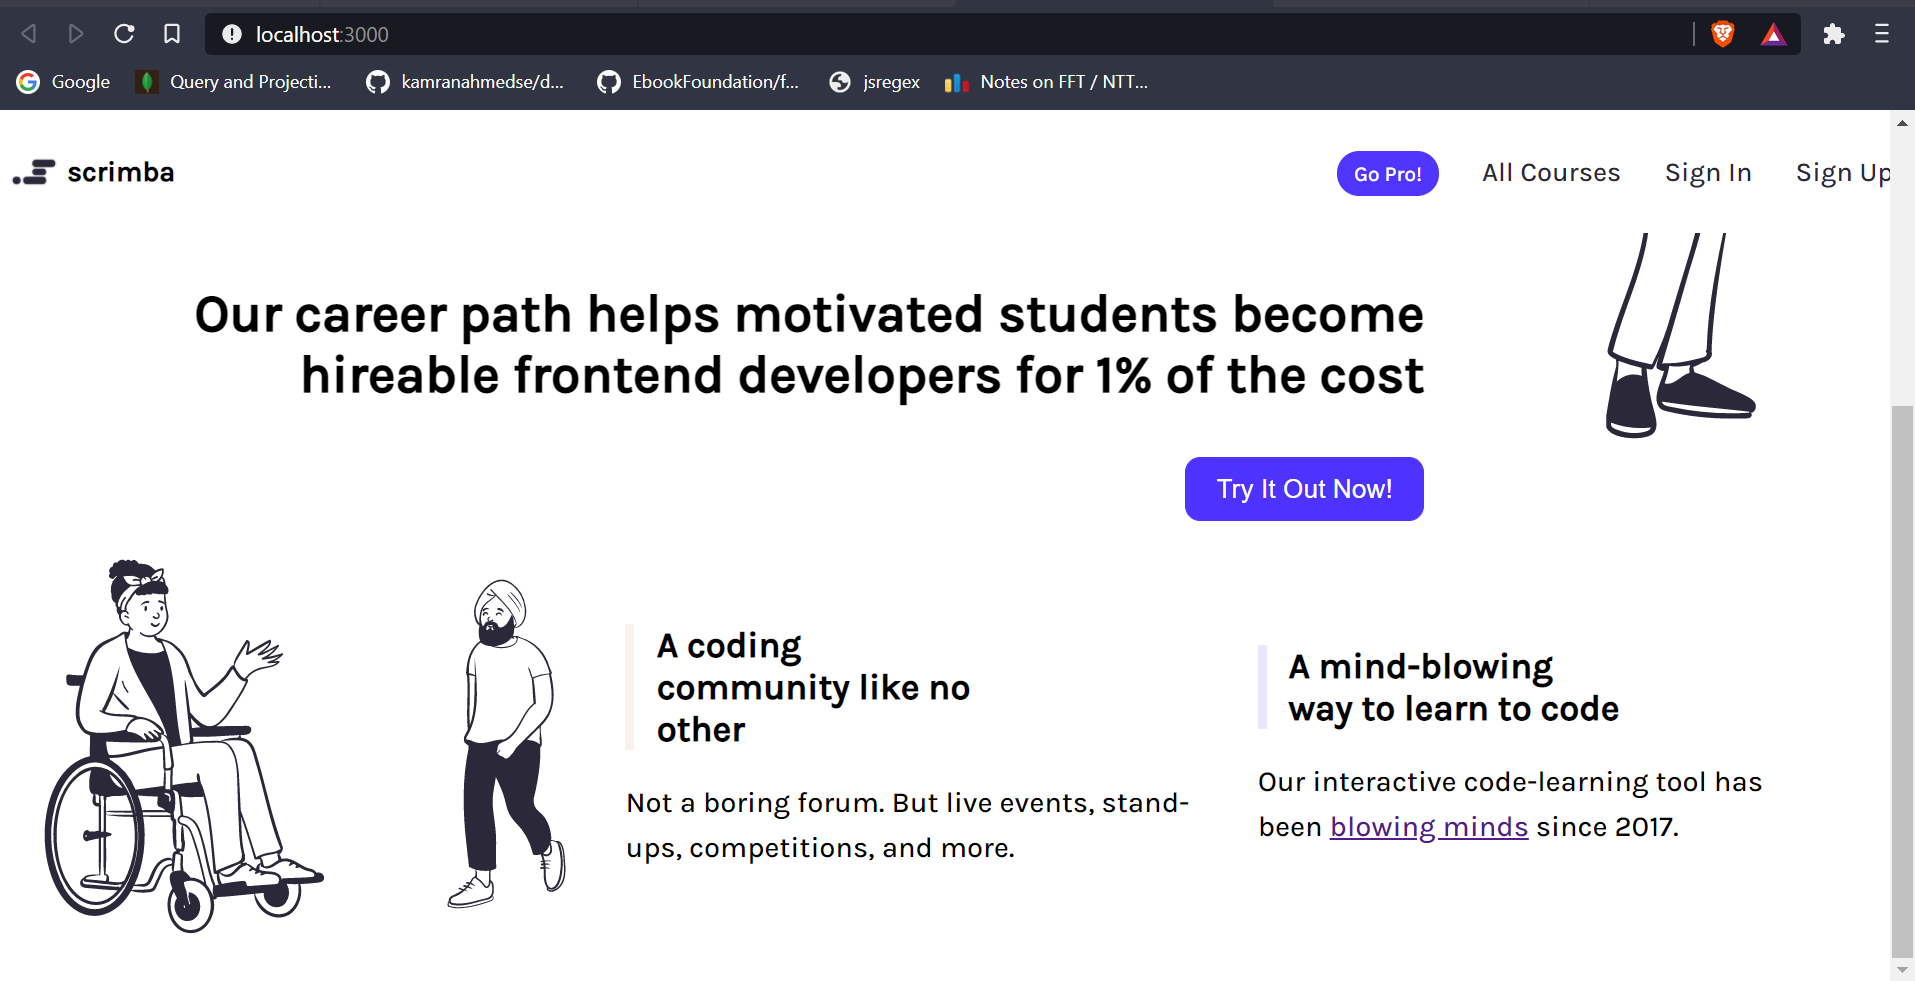 localhost:3000
Google
Query and Projecti...
kamranahmedse/d...
EbookFoundation/f...
jsregex
Notes on FFT / NTT...
scrimba
Go Pro!
All Courses
Sign In
Sign Up
Our career path helps motivated students become
hireable frontend developers for 1% of the cost
Try It Out Now!
A coding
community like no
other
Not a boring forum. But live events, stand-
ups, competitions, and more.
A mind-blowing
way to learn to code
Our interactive code-learning tool has
been blowing minds since 2017.